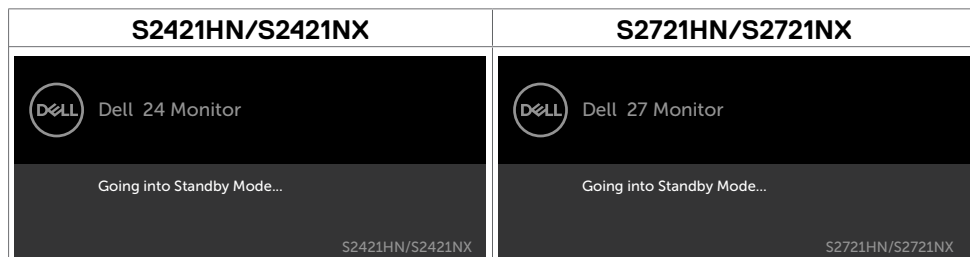 S2421HN/S2421NX
S2721HN/S2721NX
DELL Dell 24 Monitor
Going into Standby Mode...
S2421HN/S2421NX
DELL Dell 27 Monitor
Going into Standby Mode...
S2721HN/S2721NX